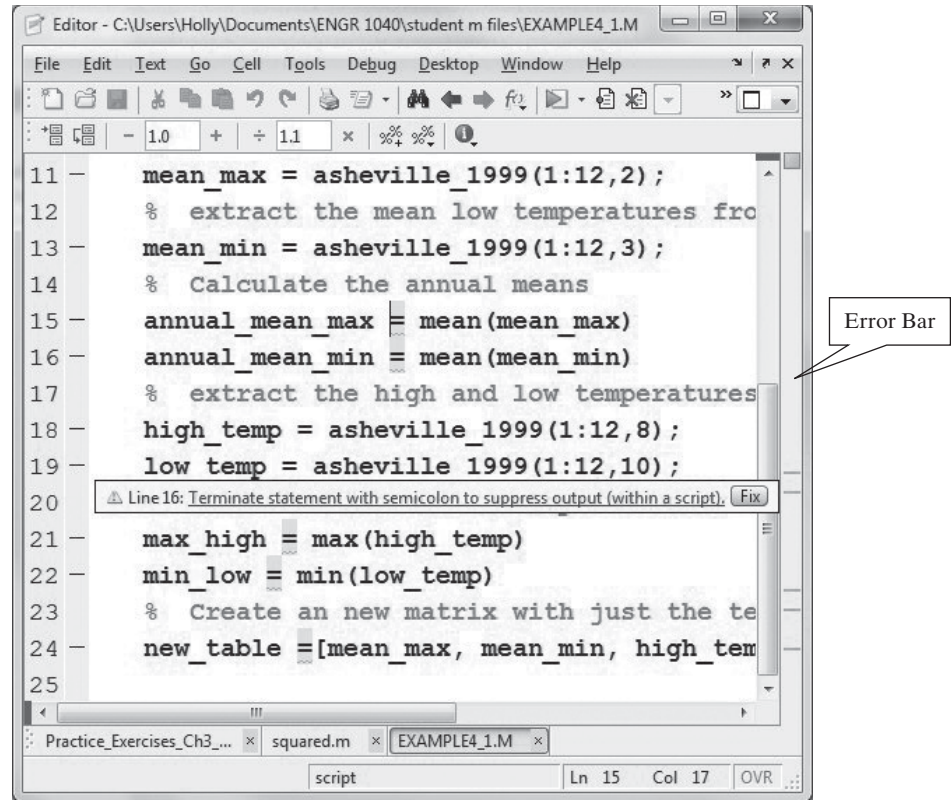 Editor - C:\Users\Holly\Documents\ENGR 1040\student m files\EXAMPLE4_1.M
File Edit Text Go Cell Tools Debug Desktop Window Help
- 1.0 + ÷ 1.1 ×
11 - mean_max = asheville_1999(1:12,2);
12 % extract the mean low temperatures fro
13 - mean_min = asheville_1999(1:12,3);
14 % Calculate the annual means
15 - annual_mean_max = mean(mean_max)
16 - annual_mean_min = mean(mean_min)
17 % extract the high and low temperatures
18 - high_temp = asheville_1999(1:12,8);
19 - low_temp = asheville_1999(1:12,10);
20
Line 16: Terminate statement with semicolon to suppress output (within a script). Fix
21 - max_high = max(high_temp)
22 - min_low = min(low_temp)
23 % Create an new matrix with just the te
24 - new_table =[mean_max, mean_min, high_tem
25
Practice_Exercises_Ch3_... × squared.m × EXAMPLE4_1.M ×
script Ln 15 Col 17 OVR
Error Bar